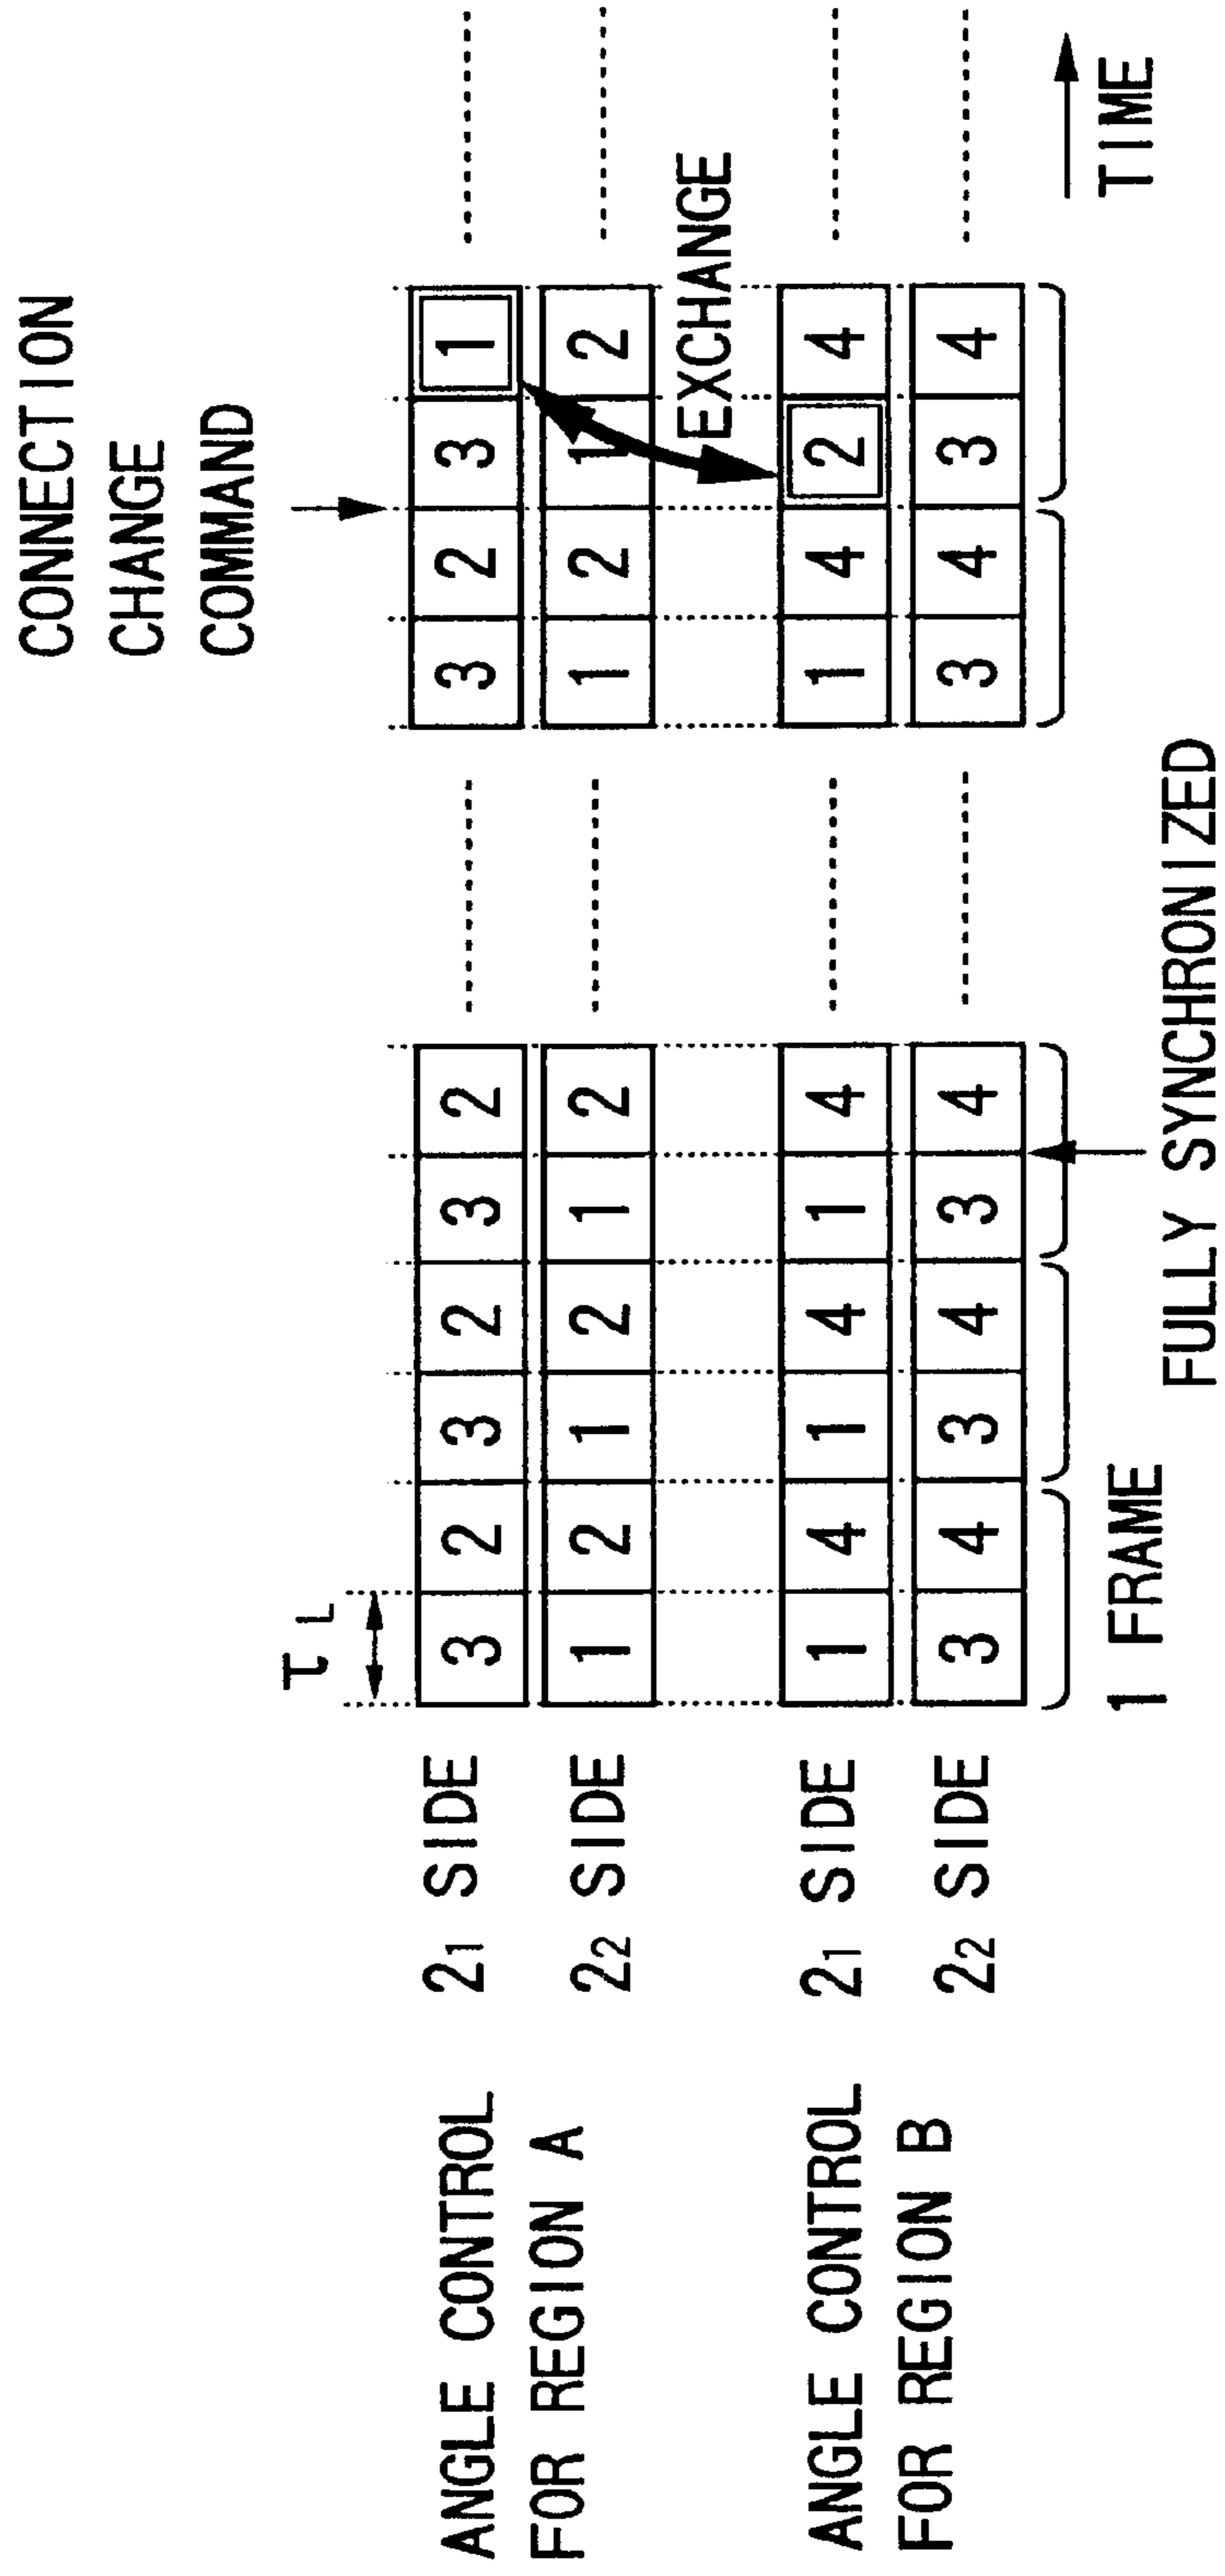 CONNECTION
CHANGE
COMMAND
τL
ANGLE CONTROL
FOR REGION A
2₁ SIDE 3 2 3 2 3 2 3 2 3 1
2₂ SIDE 1 2 1 2 1 2 1 2 1 2
EXCHANGE
ANGLE CONTROL
FOR REGION B
2₁ SIDE 1 4 1 4 1 4 1 4 2 4
2₂ SIDE 3 4 3 4 3 4 3 4 3 4
1 FRAME
FULLY SYNCHRONIZED
TIME